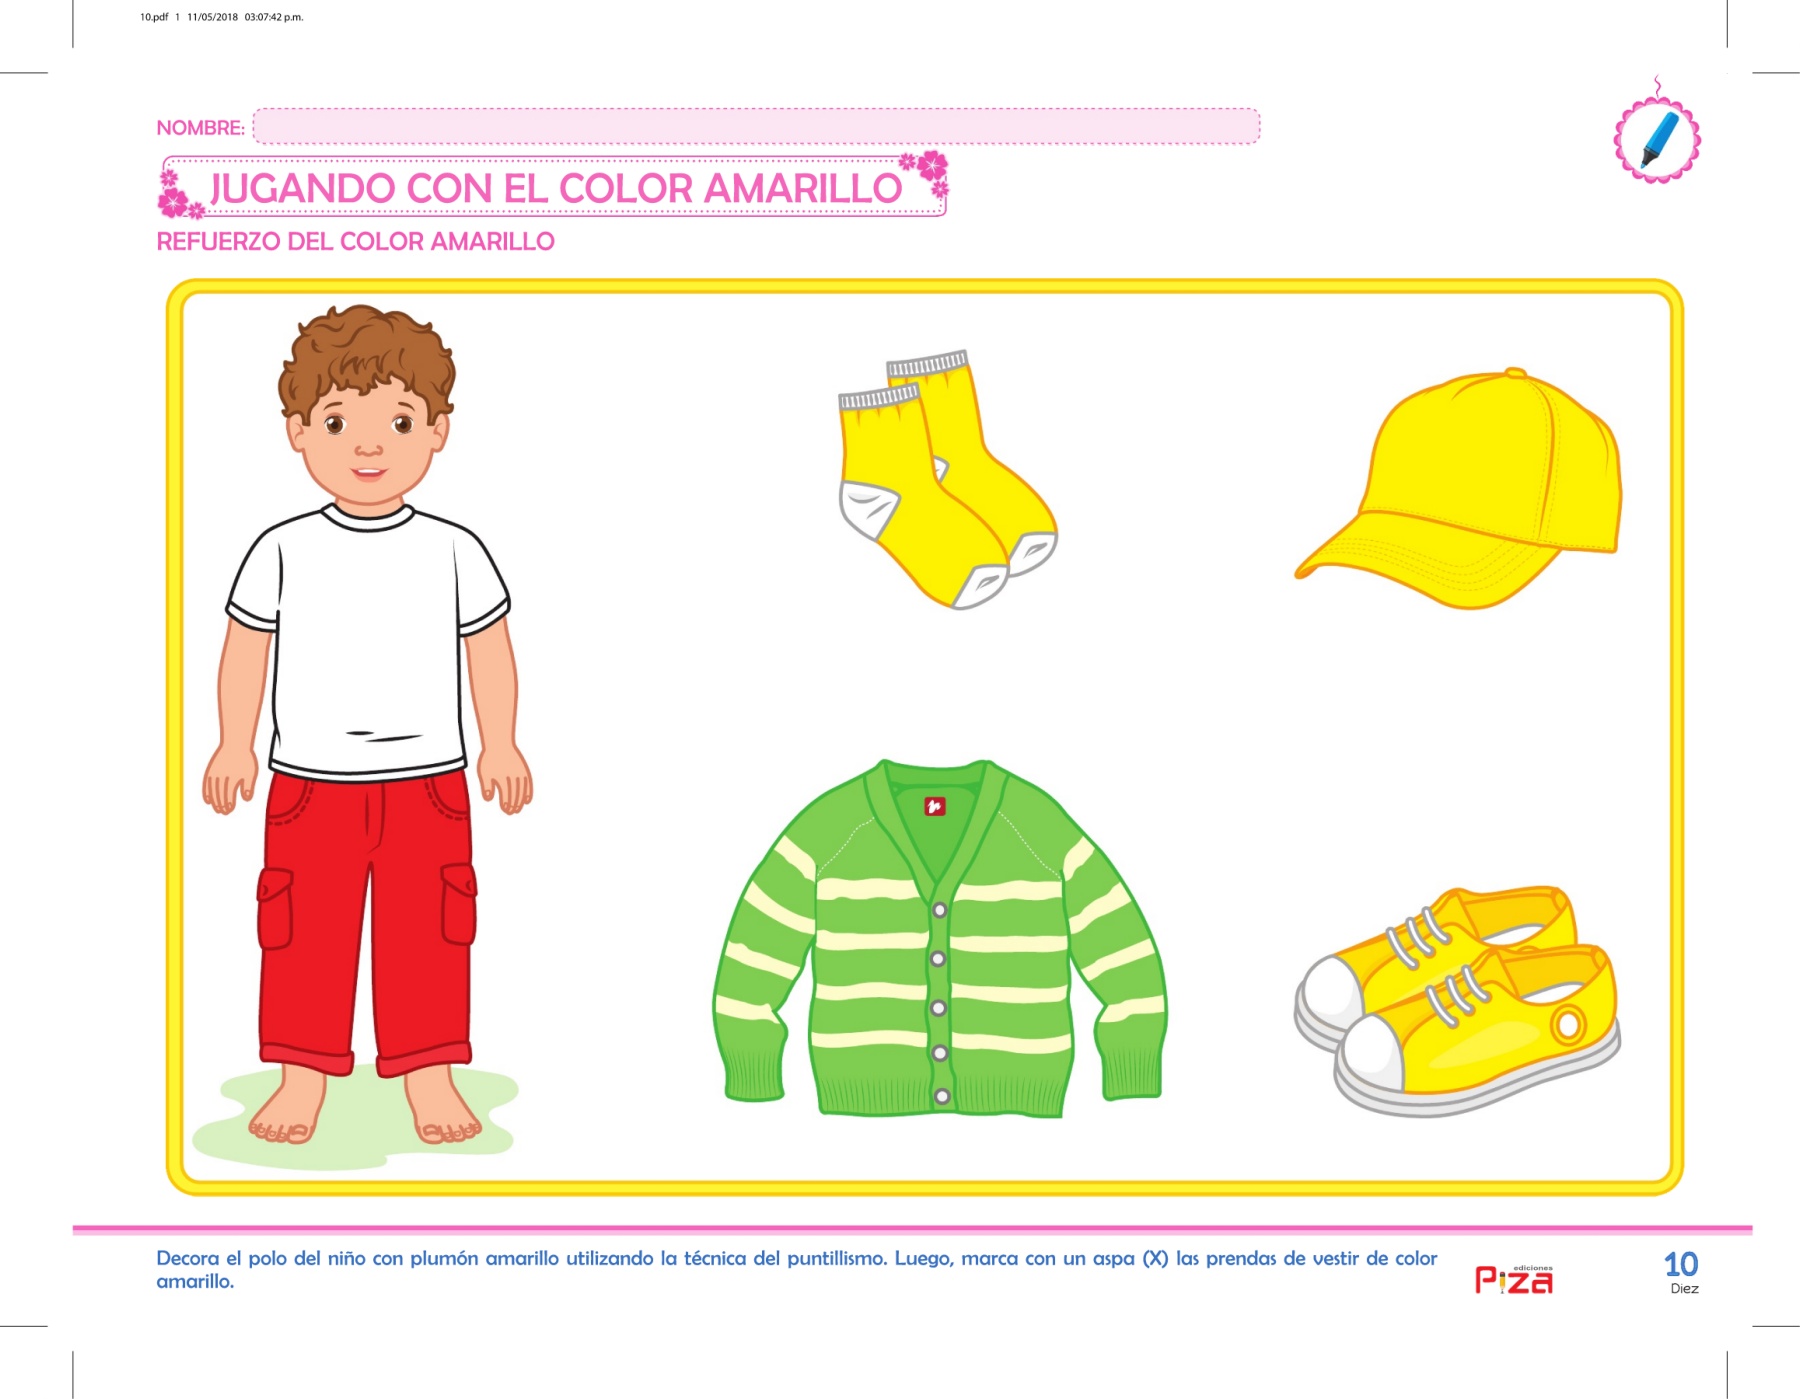 10.pdf 1 11/05/2018 03:07:42 p.m.
NOMBRE:
JUGANDO CON EL COLOR AMARILLO
REFUERZO DEL COLOR AMARILLO
Decora el polo del niño con plumón amarillo utilizando la técnica del puntillismo. Luego, marca con un aspa (X) las prendas de vestir de color
amarillo.
ediciones
Piza
10
Diez